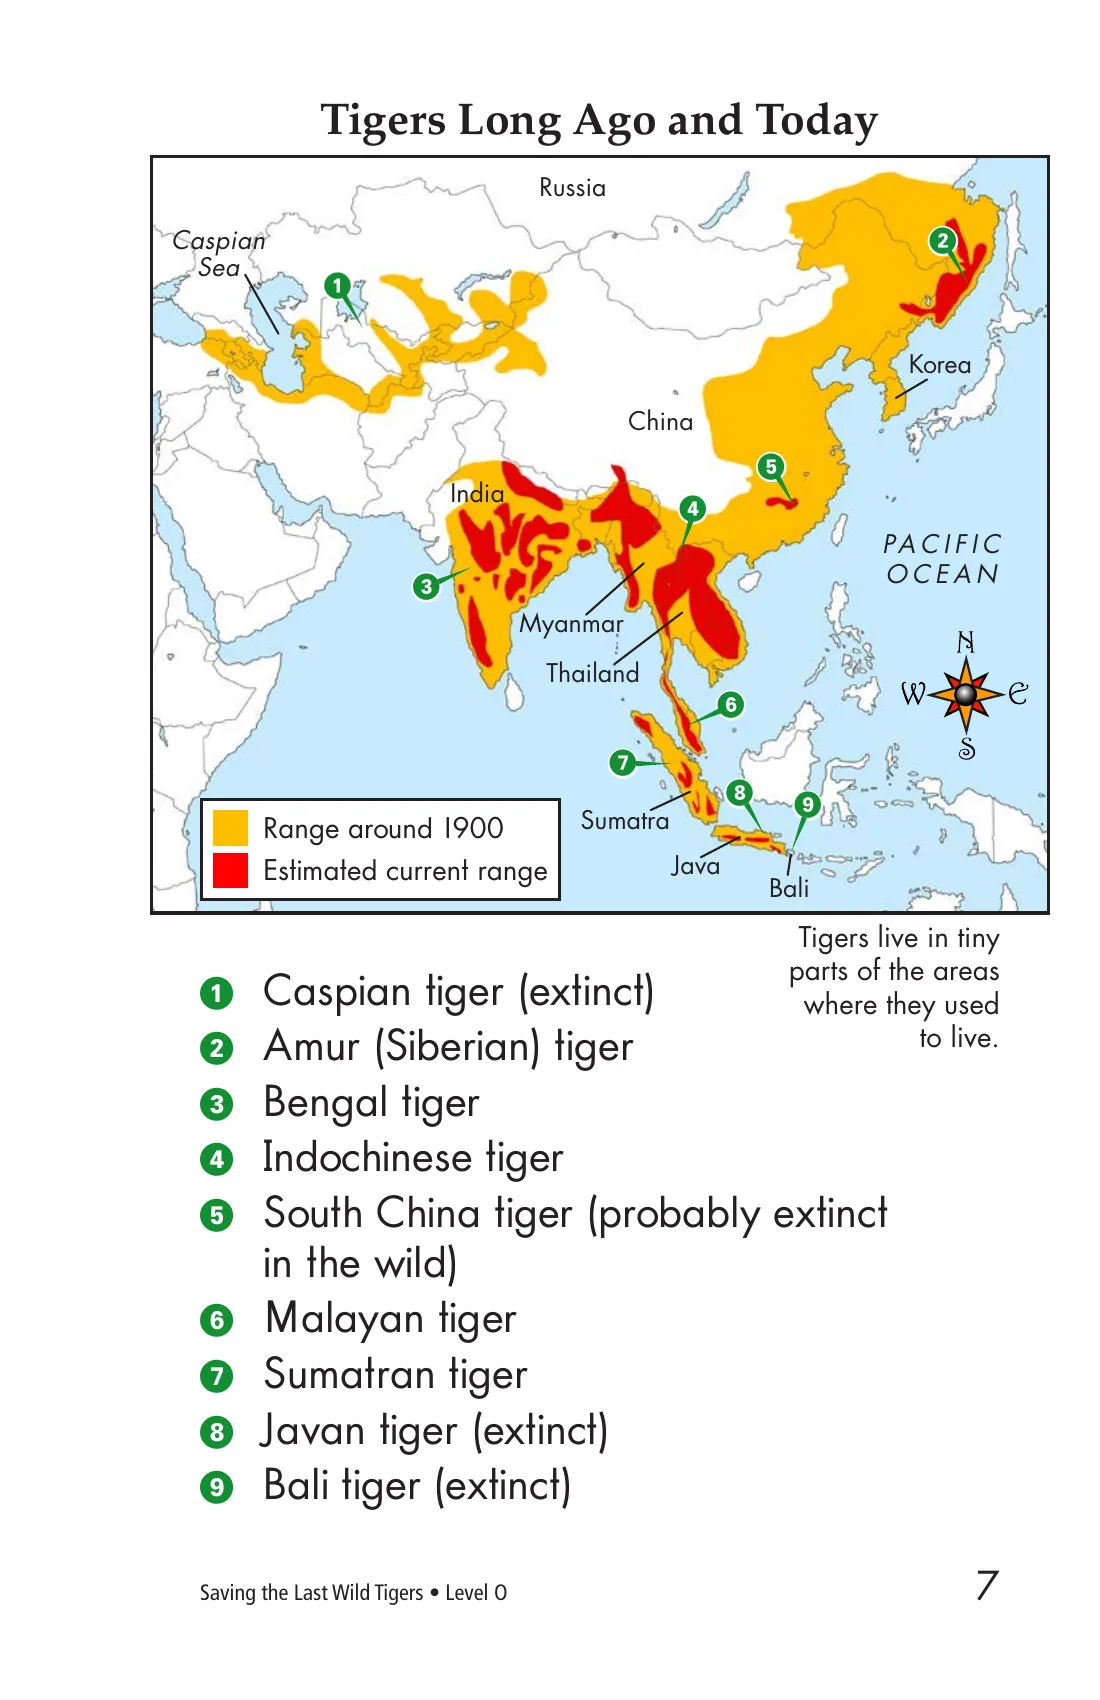 Tigers Long Ago and Today
Russia
Caspian
Sea
1
2
Korea
China
5
India
4
PACIFIC
OCEAN
3
Myanmar
N
Thailand
W
E
6
S
7
8
9
Sumatra
Range around 1900
Java
Estimated current range
Bali
Tigers live in tiny
parts of the areas
where they used
to live.
1 Caspian tiger (extinct)
2 Amur (Siberian) tiger
3 Bengal tiger
4 Indochinese tiger
5 South China tiger (probably extinct
in the wild)
6 Malayan tiger
7 Sumatran tiger
8 Javan tiger (extinct)
9 Bali tiger (extinct)
Saving the Last Wild Tigers • Level O
7